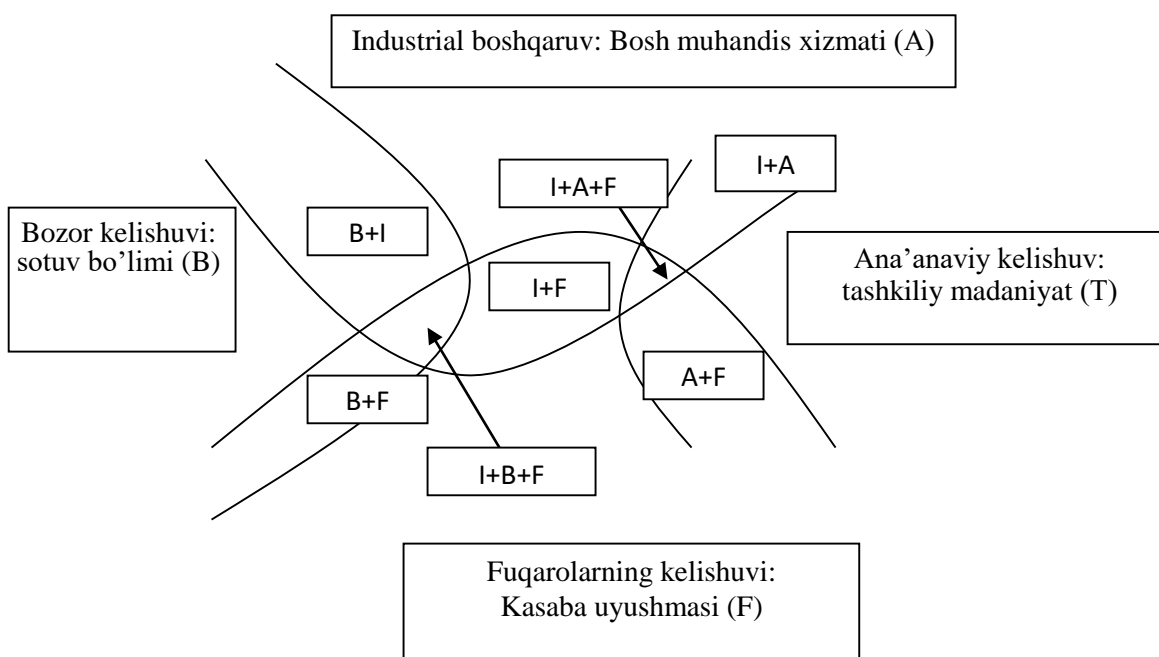 Industrial boshqaruv: Bosh muhandis xizmati (A)
I+A
I+A+F
Bozor kelishuvi:
sotuv bo’limi (B)
B+I
Ana’anaviy kelishuv:
tashkiliy madaniyat (T)
I+F
A+F
B+F
I+B+F
Fuqarolarning kelishuvi:
Kasaba uyushmasi (F)